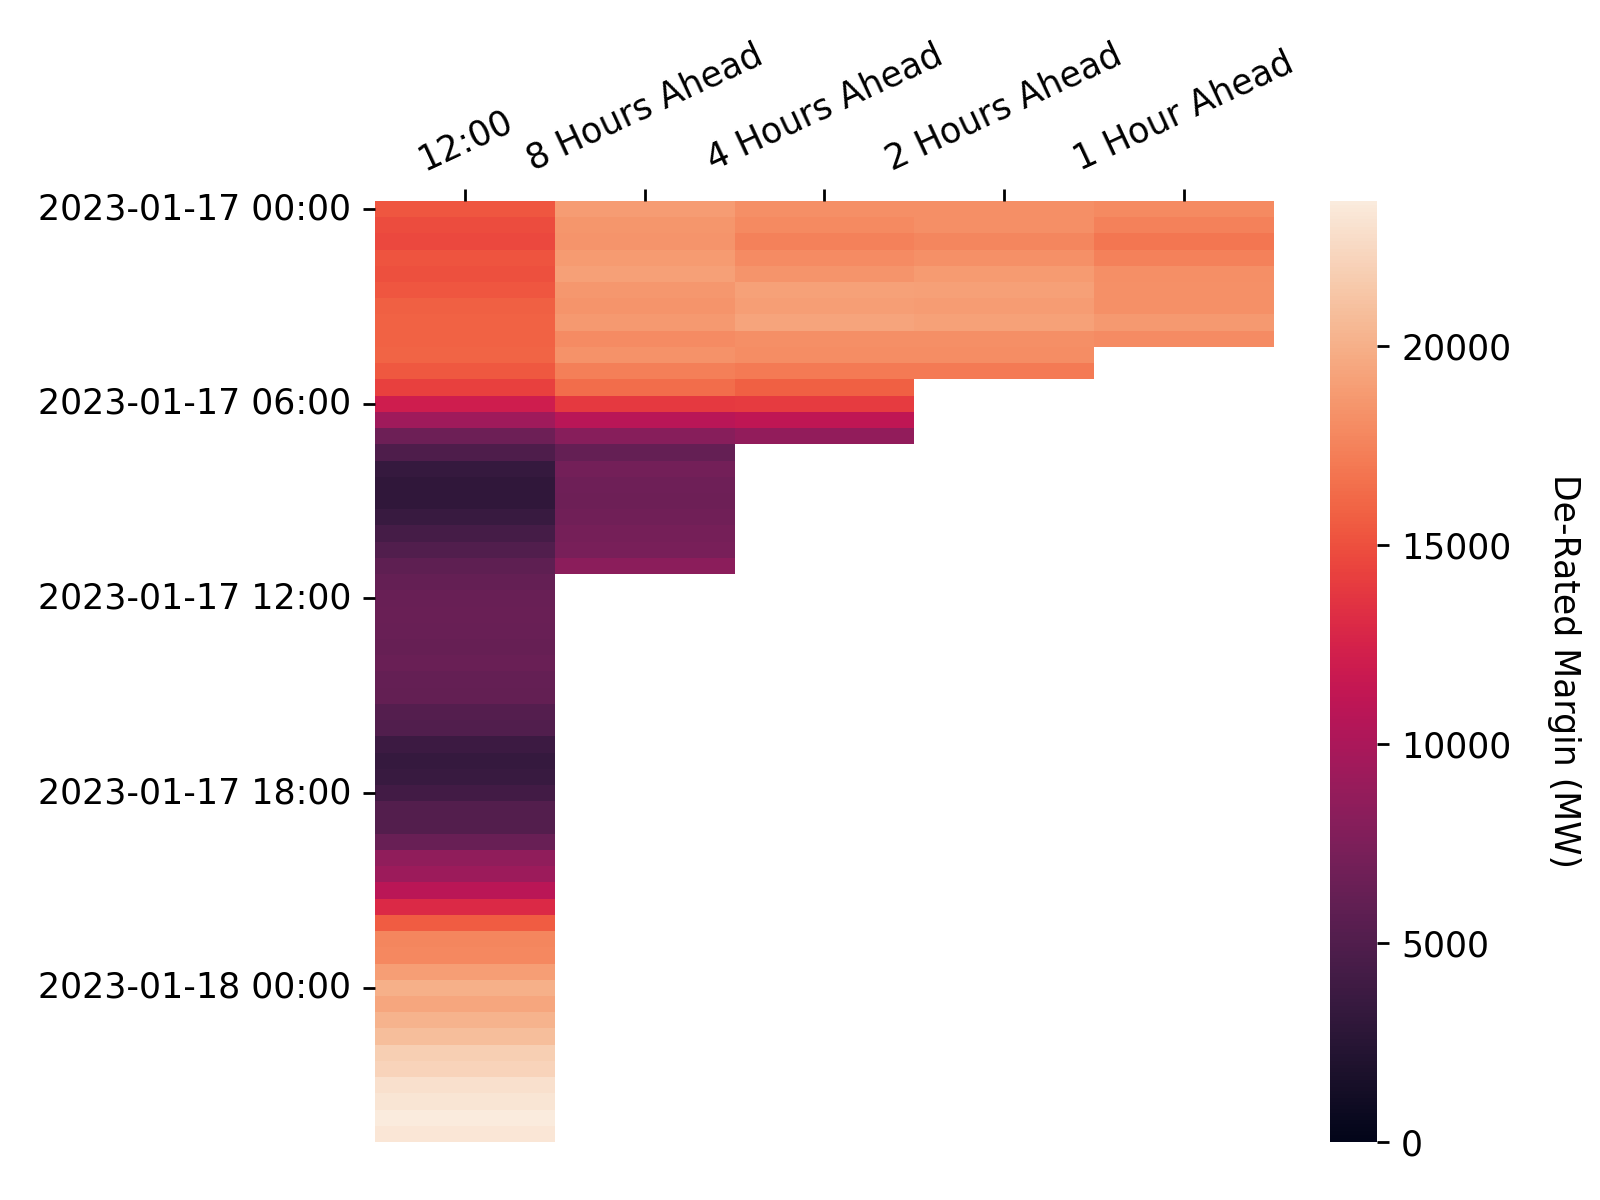 12:00
8 Hours Ahead
4 Hours Ahead
2 Hours Ahead
1 Hour Ahead
2023-01-17 00:00
2023-01-17 06:00
2023-01-17 12:00
2023-01-17 18:00
2023-01-18 00:00
20000
15000
10000
5000
0
De-Rated Margin (MW)